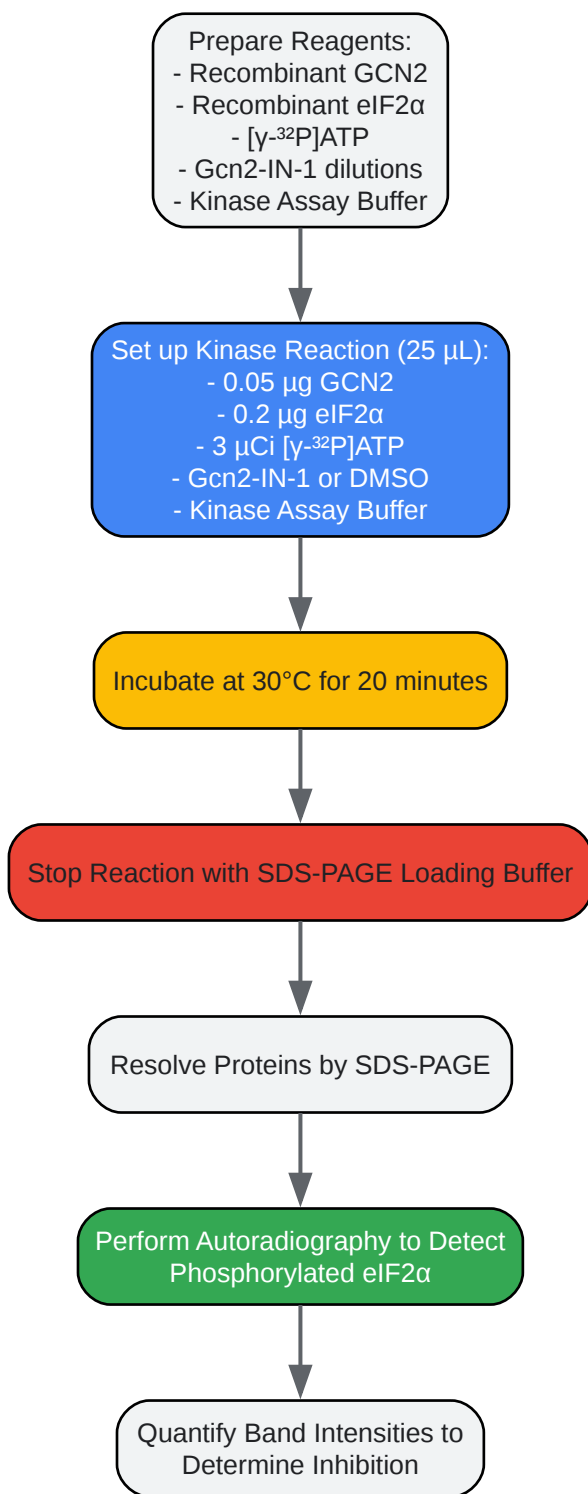 Prepare Reagents:
- Recombinant GCN2
- Recombinant eIF2α
- [γ-³²P]ATP
- Gcn2-IN-1 dilutions
- Kinase Assay Buffer
Set up Kinase Reaction (25 µL):
- 0.05 µg GCN2
- 0.2 µg eIF2α
- 3 µCi [γ-³²P]ATP
- Gcn2-IN-1 or DMSO
- Kinase Assay Buffer
Incubate at 30°C for 20 minutes
Stop Reaction with SDS-PAGE Loading Buffer
Resolve Proteins by SDS-PAGE
Perform Autoradiography to Detect
Phosphorylated eIF2α
Quantify Band Intensities to
Determine Inhibition